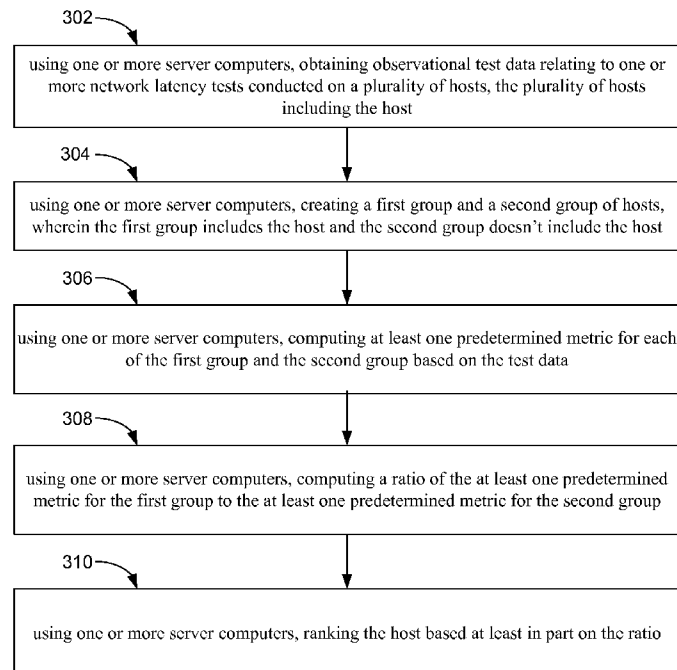 302
using one or more server computers, obtaining observational test data relating to one or
more network latency tests conducted on a plurality of hosts, the plurality of hosts
including the host
304
using one or more server computers, creating a first group and a second group of hosts,
wherein the first group includes the host and the second group doesn't include the host
306
using one or more server computers, computing at least one predetermined metric for each
of the first group and the second group based on the test data
308
using one or more server computers, computing a ratio of the at least one predetermined
metric for the first group to the at least one predetermined metric for the second group
310
using one or more server computers, ranking the host based at least in part on the ratio